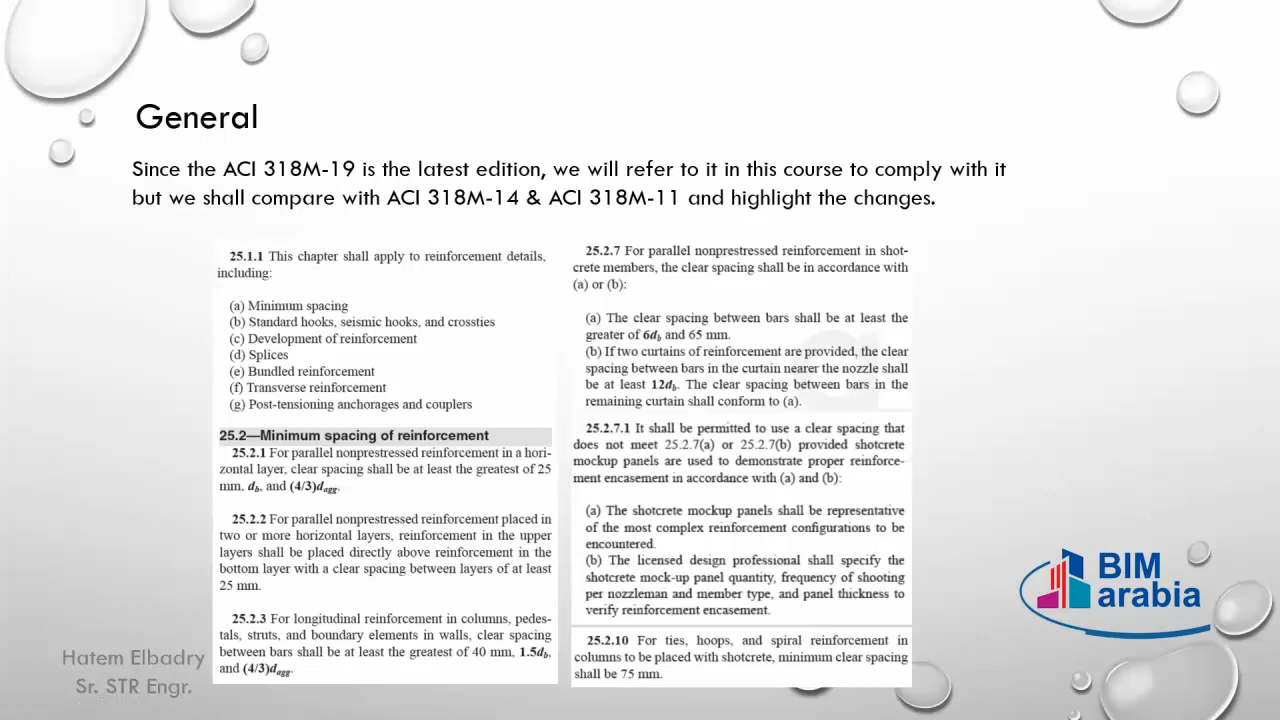 General
Since the ACI 318M-19 is the latest edition, we will refer to it in this course to comply with it
but we shall compare with ACI 318M-14 & ACI 318M-11 and highlight the changes.
25.1.1 This chapter shall apply to reinforcement details,
including:
(a) Minimum spacing
(b) Standard hooks, seismic hooks, and crossties
(c) Development of reinforcement
(d) Splices
(e) Bundled reinforcement
(f) Transverse reinforcement
(g) Post-tensioning anchorages and couplers
25.2—Minimum spacing of reinforcement
25.2.1 For parallel nonprestressed reinforcement in a hori-
zontal layer, clear spacing shall be at least the greatest of 25
mm, db, and (4/3)dagg.
25.2.2 For parallel nonprestressed reinforcement placed in
two or more horizontal layers, reinforcement in the upper
layers shall be placed directly above reinforcement in the
bottom layer with a clear spacing between layers of at least
25 mm.
25.2.3 For longitudinal reinforcement in columns, pedes-
tals, struts, and boundary elements in walls, clear spacing
between bars shall be at least the greatest of 40 mm, 1.5db,
and (4/3)dagg.
25.2.7 For parallel nonprestressed reinforcement in shot-
crete members, the clear spacing shall be in accordance with
(a) or (b):
(a) The clear spacing between bars shall be at least the
greater of 6db and 65 mm.
(b) If two curtains of reinforcement are provided, the clear
spacing between bars in the curtain nearer the nozzle shall
be at least 12db. The clear spacing between bars in the
remaining curtain shall conform to (a).
25.2.7.1 It shall be permitted to use a clear spacing that
does not meet 25.2.7(a) or 25.2.7(b) provided shotcrete
mockup panels are used to demonstrate proper reinforce-
ment encasement in accordance with (a) and (b):
(a) The shotcrete mockup panels shall be representative
of the most complex reinforcement configurations to be
encountered.
(b) The licensed design professional shall specify the
shotcrete mock-up panel quantity, frequency of shooting
per nozzleman and member type, and panel thickness to
verify reinforcement encasement.
25.2.10 For ties, hoops, and spiral reinforcement in
columns to be placed with shotcrete, minimum clear spacing
shall be 75 mm.
BIM
arabia
Hatem Elbadry
Sr. STR Engr.